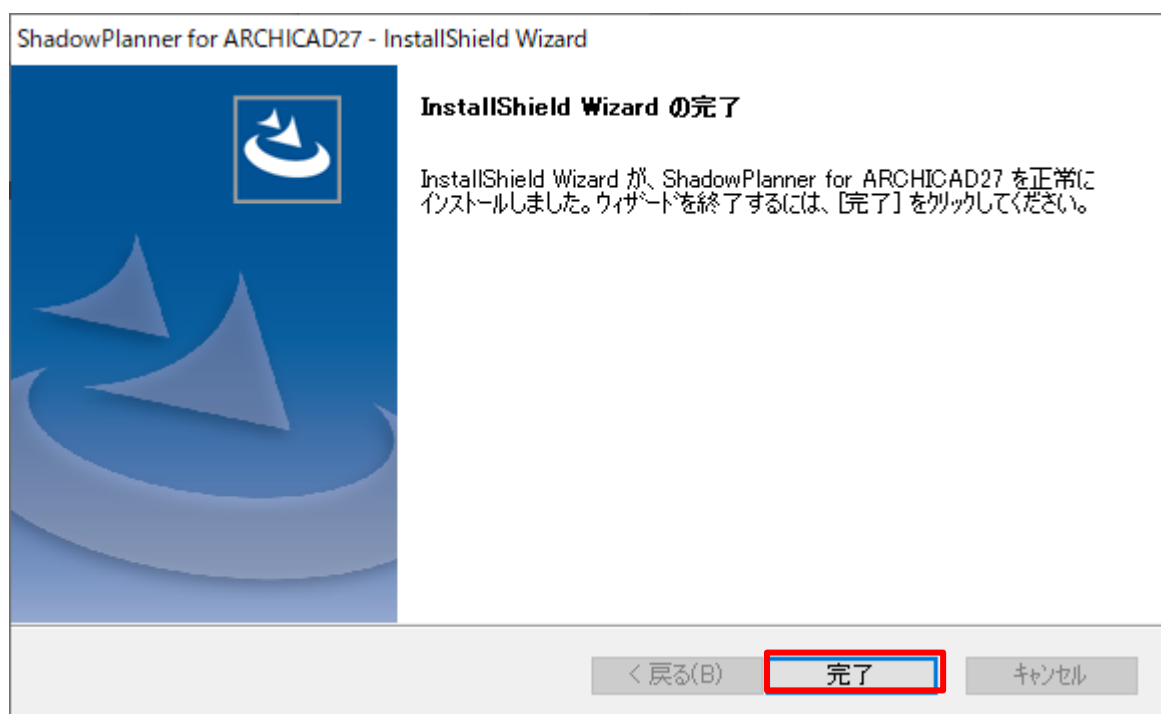 ShadowPlanner for ARCHICAD27 - InstallShield Wizard
InstallShield Wizard の完了
InstallShield Wizard が、ShadowPlanner for ARCHICAD27 を正常に
インストールしました。ウィザードを終了するには、[完了] をクリックしてください。
< 戻る(B)
完了
キャンセル